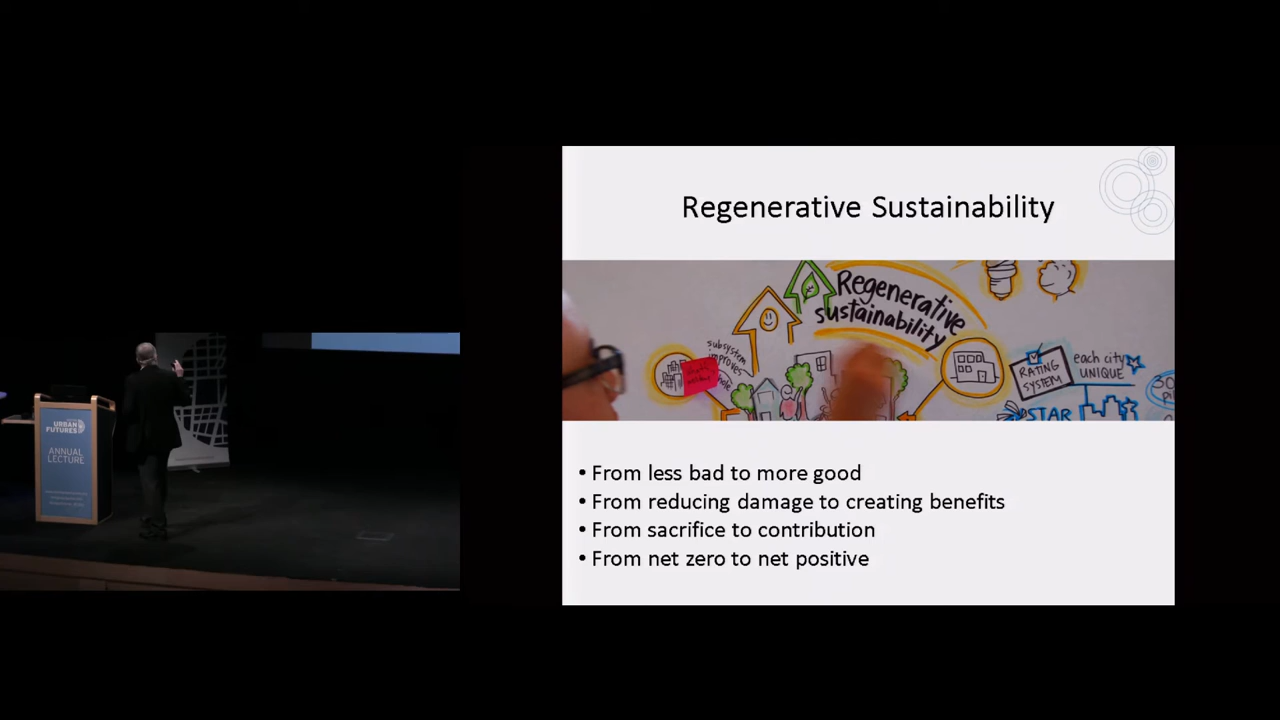 Regenerative Sustainability
Regenerative
sustainability
subsystem
improves
RATING
SYSTEM
each city
UNIQUE
STAR
• From less bad to more good
• From reducing damage to creating benefits
• From sacrifice to contribution
• From net zero to net positive
URBAN
FUTURES
ANNUAL
LECTURE